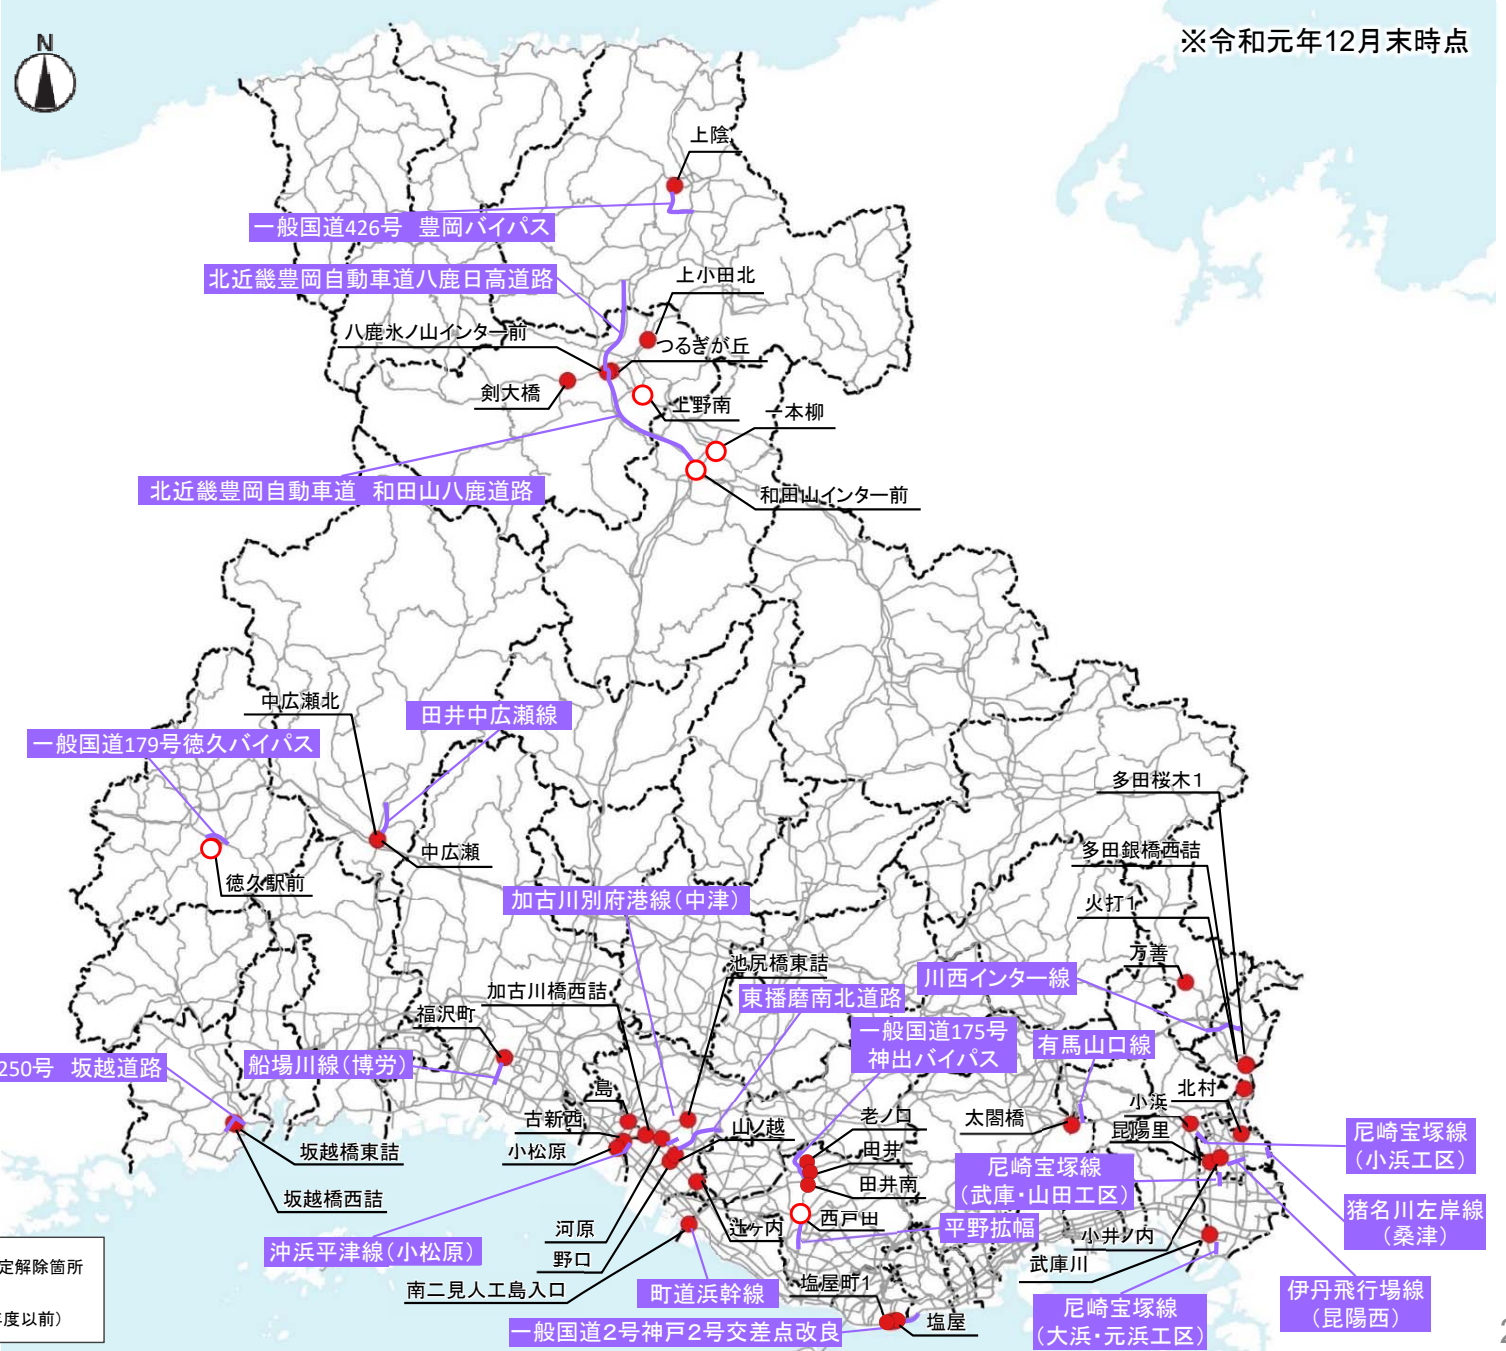 ※令和元年12月末時点
N
上陰
一般国道426号 豊岡バイパス
北近畿豊岡自動車道八鹿日高道路
上小田北
八鹿氷ノ山インター前
つるぎが丘
剣大橋
上野南
一本柳
北近畿豊岡自動車道 和田山八鹿道路
和田山インター前
中広瀬北
田井中広瀬線
一般国道179号徳久バイパス
多田桜木1
中広瀬
多田銀橋西詰
徳久駅前
加古川別府港線(中津)
火打1
万善
池尻橋東詰
川西インター線
加古川橋西詰
東播磨南北道路
福沢町
一般国道175号
神出バイパス
有馬山口線
250号 坂越道路
船場川線(博労)
島
北村
小浜
古新西
山ノ越
老ノ口
太閤橋
昆陽里
尼崎宝塚線
(小浜工区)
坂越橋東詰
小松原
田井
尼崎宝塚線
(武庫・山田工区)
田井南
坂越橋西詰
猪名川左岸線
(桑津)
河原
辻ヶ内
西戸田
平野拡幅
小井ノ内
沖浜平津線(小松原)
野口
武庫川
定解除箇所
南二見人工島入口
町道浜幹線
塩屋町1
伊丹飛行場線
(昆陽西)
年度以前)
一般国道2号神戸2号交差点改良
塩屋
尼崎宝塚線
(大浜・元浜工区)